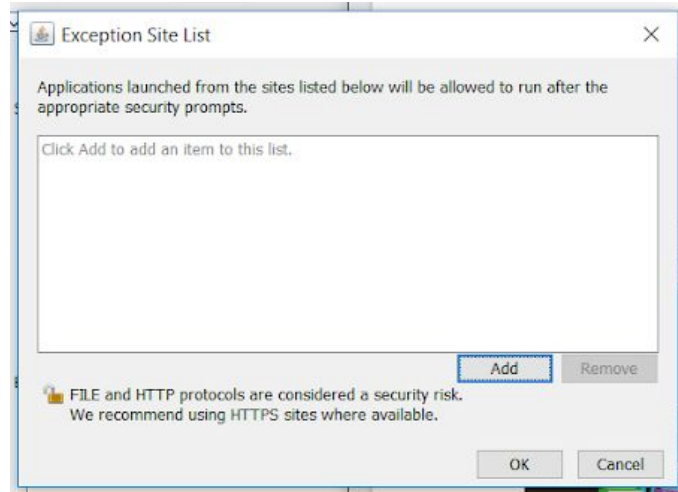 Exception Site List
Applications launched from the sites listed below will be allowed to run after the
appropriate security prompts.
Click Add to add an item to this list.
Add
Remove
FILE and HTTP protocols are considered a security risk.
We recommend using HTTPS sites where available.
OK
Cancel